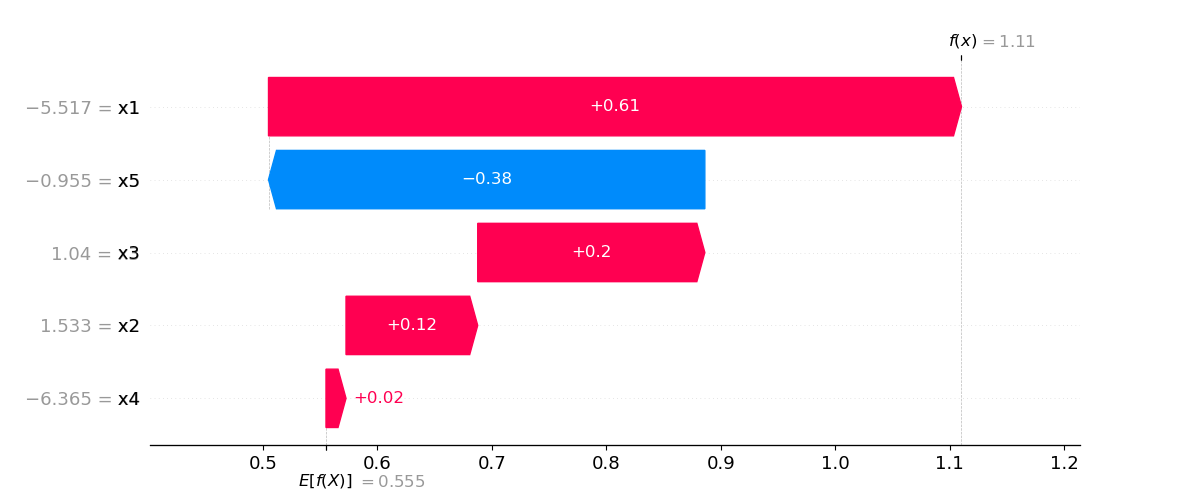 f(x) = 1.11
−5.517 = x1
+0.61
−0.955 = x5
−0.38
1.04 = x3
+0.2
1.533 = x2
+0.12
−6.365 = x4
+0.02
0.5 0.6 0.7 0.8 0.9 1.0 1.1 1.2
E[f(X)] = 0.555